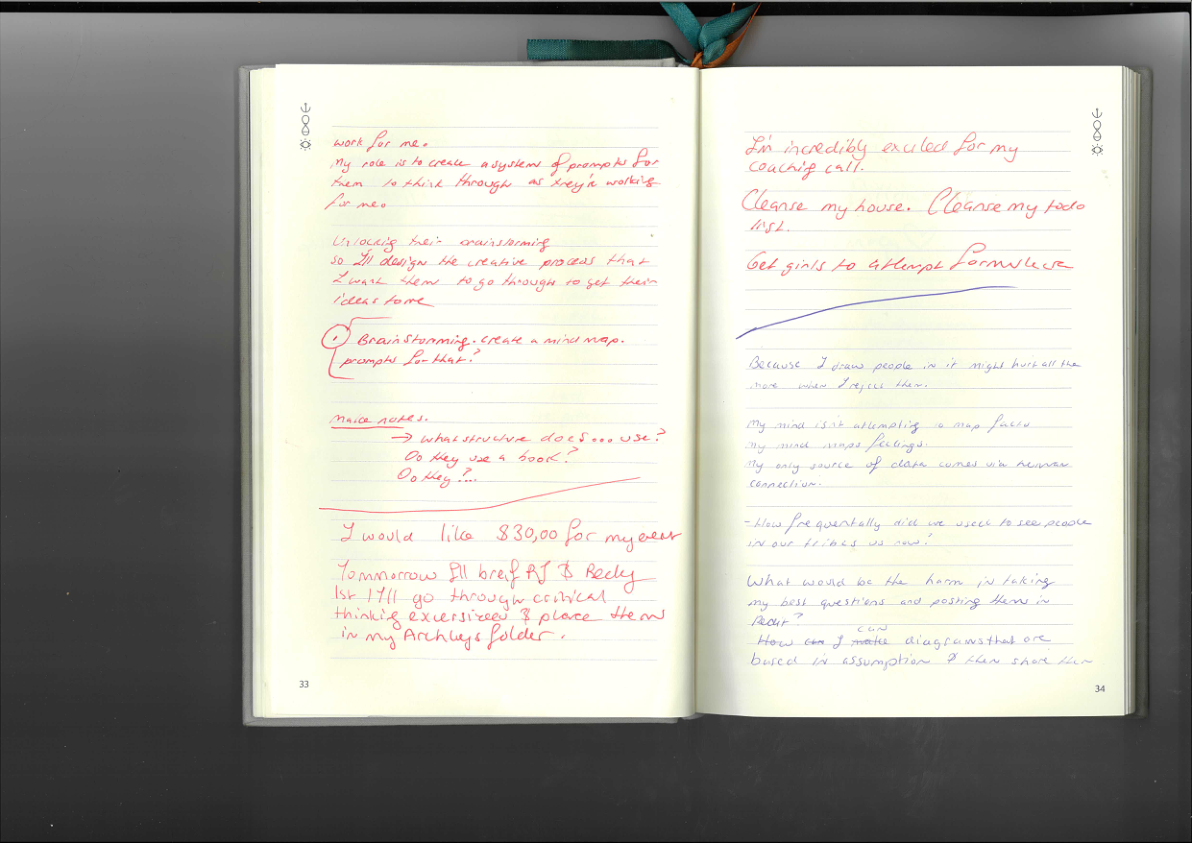 work for me.
My role is to create a system of prompts for
them to think through as they're working
for me.
Unlocking their brainstorming
so I'll design the creative process that
I want them to go through to get their
ideas to me
Brainstorming. create a mind map.
prompts for that?
Make notes.
→ what structure does... use?
Do they use a book?
Do they?...
I would like $30,00 for my event
Tommorrow I'll breif RJ & Becky
1st I'll go through critical
thinking excersizes & place them
in my Archkeys folder.
33
I'm incredibly excited for my
coaching call.
Cleanse my house. Cleanse my todo
list.
Get girls to attempt formulexa
Because I draw people in it might hurt all the
more when I reject them.
My mind isn't attempting to map facts
my mind maps feelings.
My only source of data comes via human
connection.
- How frequentally did we used to see people
in our tribes vs now?
What would be the harm in taking
my best questions and posting them in
Reddit?
can
How can I make diagrams that are
based in assumption & then share them
34